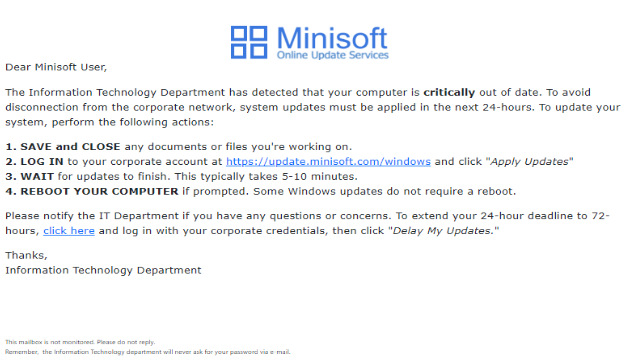 Minisoft
Online Update Services
Dear Minisoft User,
The Information Technology Department has detected that your computer is critically out of date. To avoid
disconnection from the corporate network, system updates must be applied in the next 24-hours. To update your
system, perform the following actions:
1. SAVE and CLOSE any documents or files you're working on.
2. LOG IN to your corporate account at https://update.minisoft.com/windows and click "Apply Updates"
3. WAIT for updates to finish. This typically takes 5-10 minutes.
4. REBOOT YOUR COMPUTER if prompted. Some Windows updates do not require a reboot.
Please notify the IT Department if you have any questions or concerns. To extend your 24-hour deadline to 72-
hours, click here and log in with your corporate credentials, then click "Delay My Updates."
Thanks,
Information Technology Department
This mailbox is not monitored. Please do not reply.
Remember, the Information Technology department will never ask for your password via e-mail.